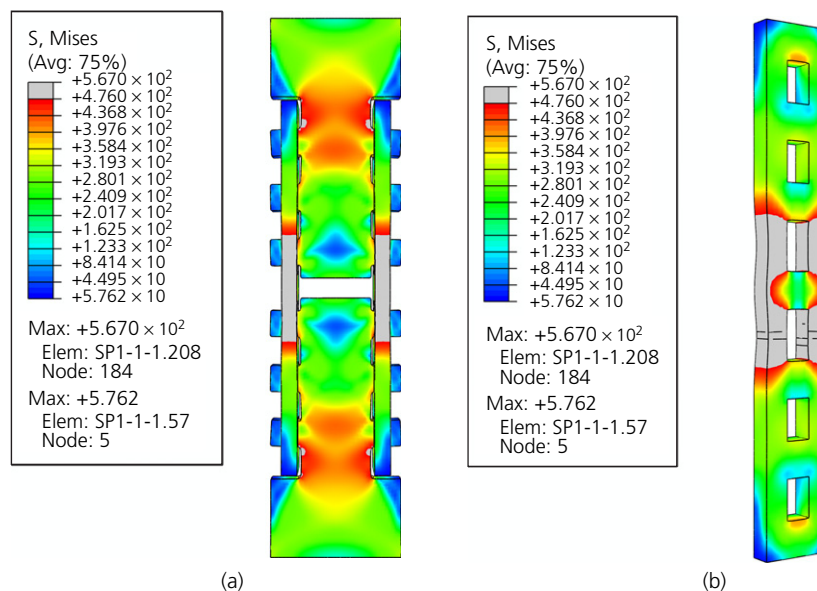 S, Mises
(Avg: 75%)
+5.670 × 10²
+4.760 × 10²
+4.368 × 10²
+3.976 × 10²
+3.584 × 10²
+3.193 × 10²
+2.801 × 10²
+2.409 × 10²
+2.017 × 10²
+1.625 × 10²
+1.233 × 10²
+8.414 × 10
+4.495 × 10
+5.762 × 10
Max: +5.670 × 10²
Elem: SP1-1-1.208
Node: 184
Max: +5.762
Elem: SP1-1-1.57
Node: 5
(a)
S, Mises
(Avg: 75%)
+5.670 × 10²
+4.760 × 10²
+4.368 × 10²
+3.976 × 10²
+3.584 × 10²
+3.193 × 10²
+2.801 × 10²
+2.409 × 10²
+2.017 × 10²
+1.625 × 10²
+1.233 × 10²
+8.414 × 10
+4.495 × 10
+5.762 × 10
Max: +5.670 × 10²
Elem: SP1-1-1.208
Node: 184
Max: +5.762
Elem: SP1-1-1.57
Node: 5
(b)